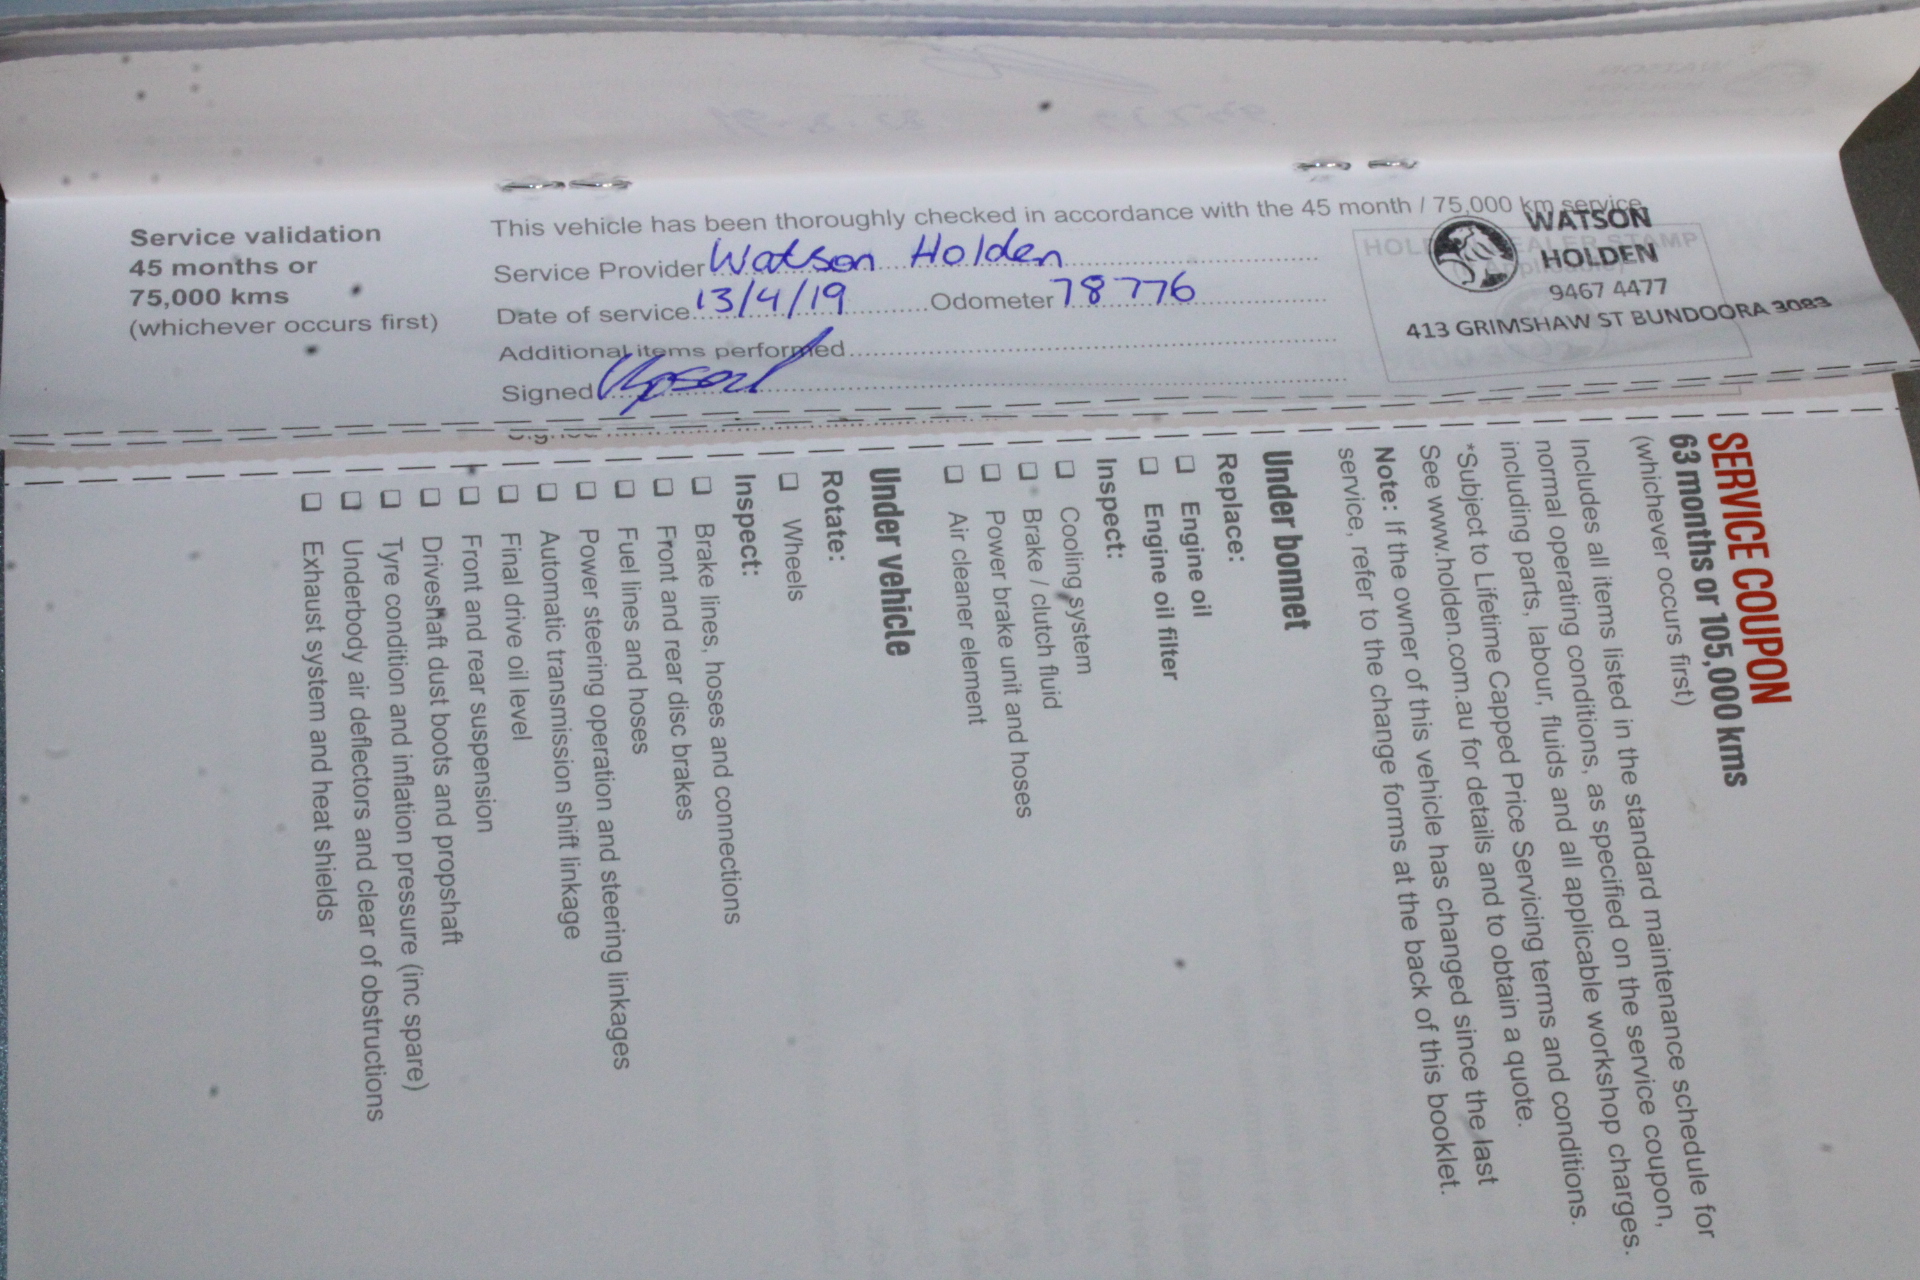 Service validation
45 months or
75,000 kms
(whichever occurs first)
This vehicle has been thoroughly checked in accordance with the 45 month / 75,000 km service
Service Provider Watson Holden
Date of service 13/4/19 Odometer 78776
Additional items performed
Signed
WATSON
HOLDEN
9467 4477
413 GRIMSHAW ST BUNDOORA 3083
SERVICE COUPON
63 months or 105,000 kms
(whichever occurs first)
Includes all items listed in the standard maintenance schedule for
normal operating conditions, as specified on the service coupon,
including parts, labour, fluids and all applicable workshop charges.
*Subject to Lifetime Capped Price Servicing terms and conditions.
See www.holden.com.au for details and to obtain a quote.
Note: If the owner of this vehicle has changed since the last
service, refer to the change forms at the back of this booklet.
Under bonnet
Replace:
Engine oil
Engine oil filter
Inspect:
Cooling system
Brake / clutch fluid
Power brake unit and hoses
Air cleaner element
Under vehicle
Rotate:
Wheels
Inspect:
Brake lines, hoses and connections
Front and rear disc brakes
Fuel lines and hoses
Power steering operation and steering linkages
Automatic transmission shift linkage
Final drive oil level
Front and rear suspension
Driveshaft dust boots and propshaft
Tyre condition and inflation pressure (inc spare)
Underbody air deflectors and clear of obstructions
Exhaust system and heat shields